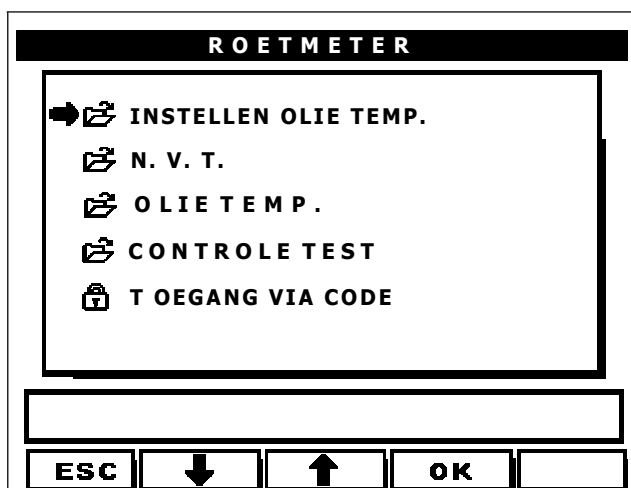 ROETMETER
INSTELLEN OLIE TEMP.
N. V. T.
OLIE TEMP.
CONTROLE TEST
T OEGANG VIA CODE
ESC OK